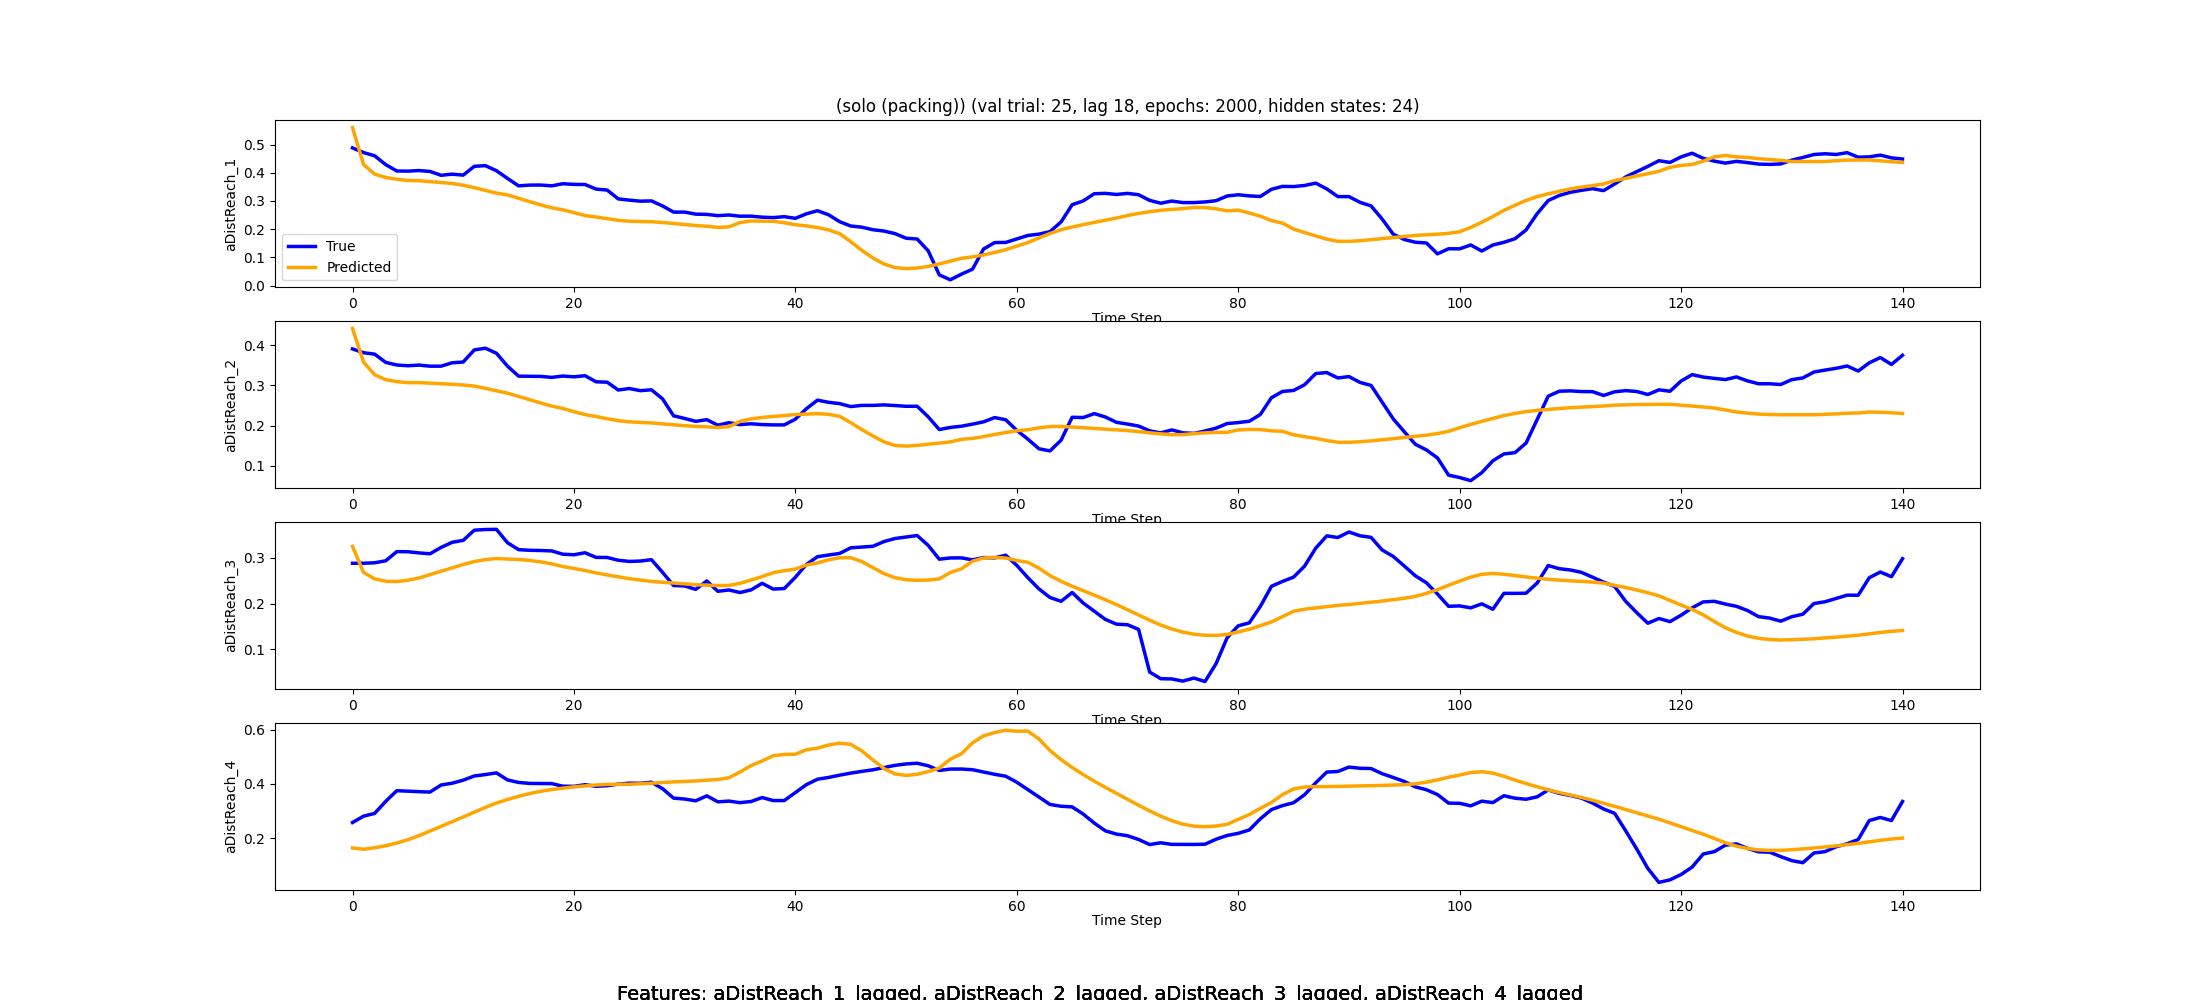 (solo (packing)) (val trial: 25, lag 18, epochs: 2000, hidden states: 24)
aDistReach_1
0.5
0.4
0.3
0.2
0.1
0.0
True
Predicted
0 20 40 60 80 100 120 140
Time Step
aDistReach_2
0.4
0.3
0.2
0.1
0 20 40 60 80 100 120 140
Time Step
aDistReach_3
0.3
0.2
0.1
0 20 40 60 80 100 120 140
Time Step
aDistReach_4
0.6
0.4
0.2
0 20 40 60 80 100 120 140
Time Step
Features: aDistReach_1_lagged, aDistReach_2_lagged, aDistReach_3_lagged, aDistReach_4_lagged